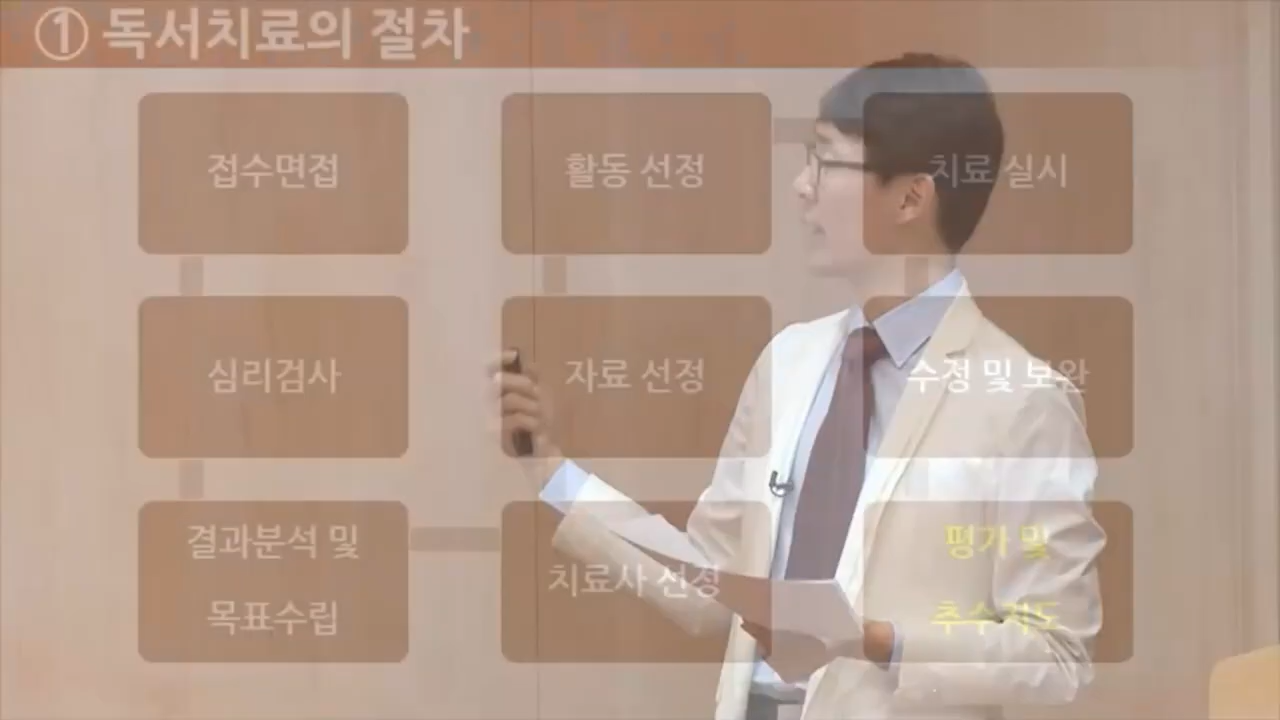 ① 독서치료의 절차
접수면접
활동 선정
치료 실시
심리검사
자료 선정
수정 및 보완
결과분석 및
목표수립
치료사 선정
평가 및
추수지도